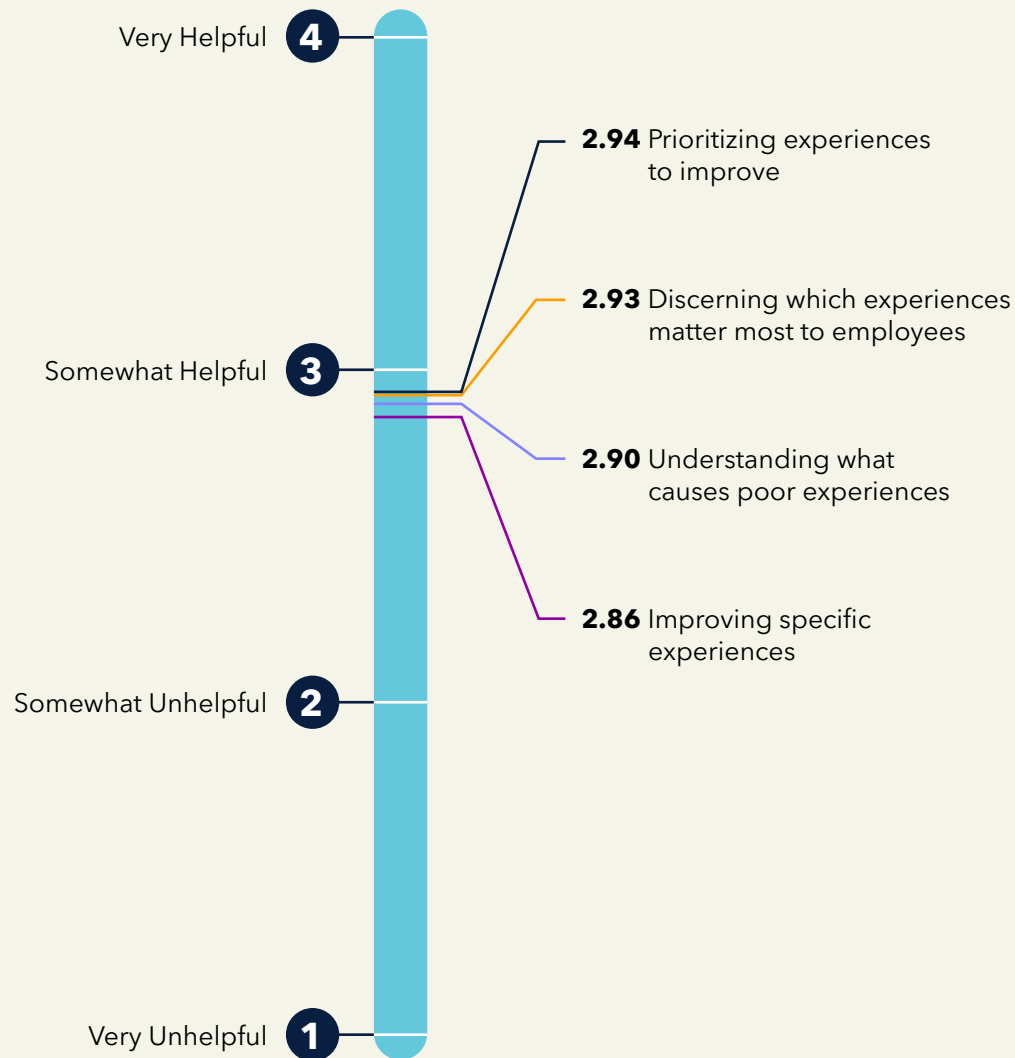 Very Helpful 4
2.94 Prioritizing experiences
to improve
2.93 Discerning which experiences
matter most to employees
Somewhat Helpful 3
2.90 Understanding what
causes poor experiences
2.86 Improving specific
experiences
Somewhat Unhelpful 2
Very Unhelpful 1